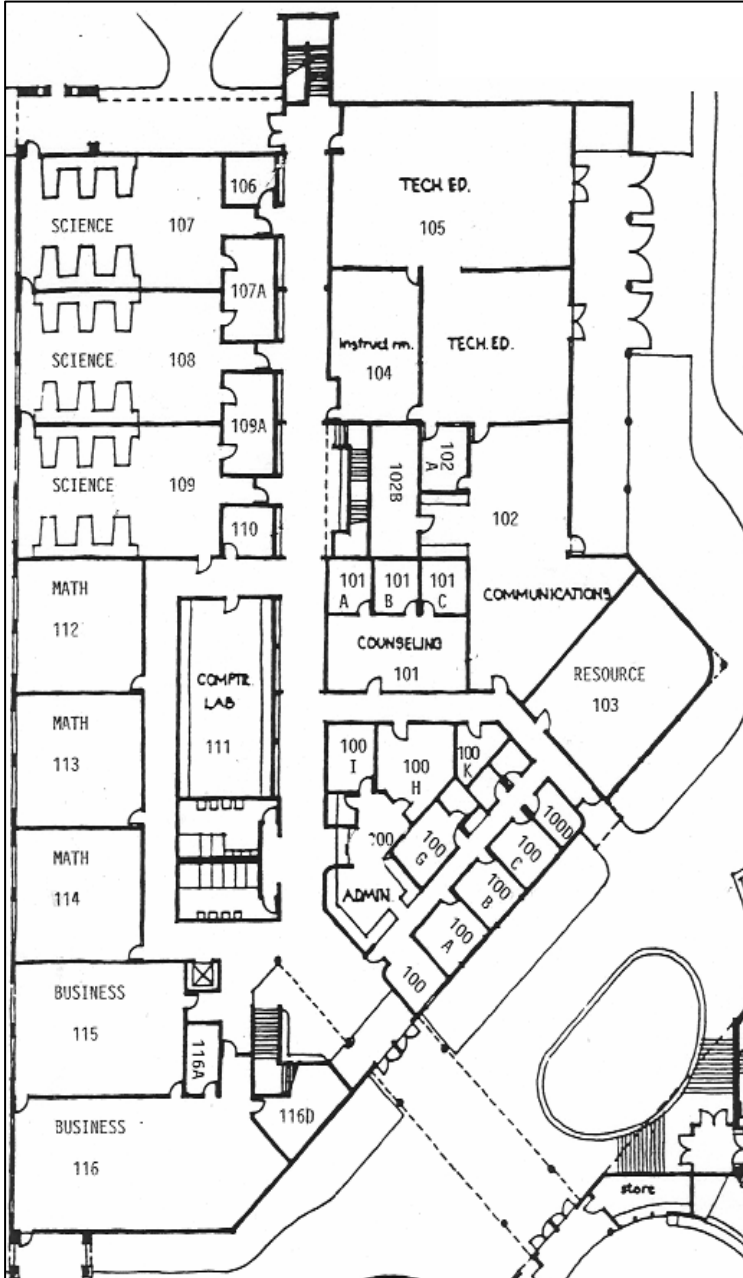 TECH. ED.
105
106
SCIENCE 107
107A
Instruct rm.
104
TECH. ED.
SCIENCE 108
109A
102
A
102B
102
SCIENCE 109
110
101
A
101
B
101
C
COMMUNICATIONS
MATH
112
COUNSELING
101
RESOURCE
103
COMPTR.
LAB
111
MATH
113
100
I
100
H
100
K
100
G
100D
100
C
100
B
100
A
100
ADMIN.
100
MATH
114
BUSINESS
115
116A
116D
BUSINESS
116
store